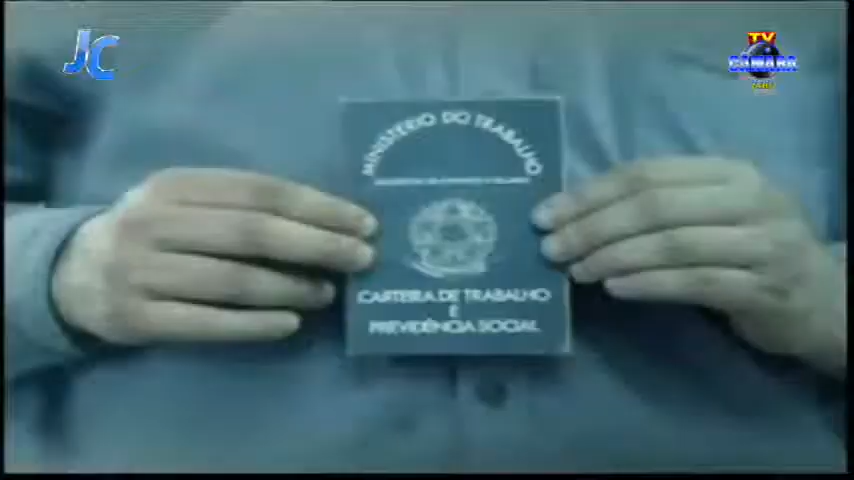 JC
TV
CÂMARA
MINISTÉRIO DO TRABALHO
CARTEIRA DE TRABALHO
E
PREVIDÊNCIA SOCIAL